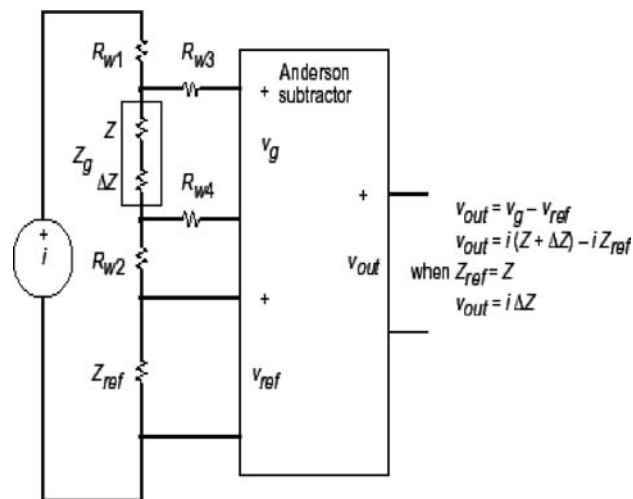 R_w1
R_w3
Anderson
subtractor
+
Z
v_g
Z_g
ΔZ
R_w4
+
+
i
R_w2
v_out
+
Z_ref
v_ref
v_out = v_g – v_ref
v_out = i (Z + ΔZ) – i Z_ref
when Z_ref = Z
v_out = i ΔZ